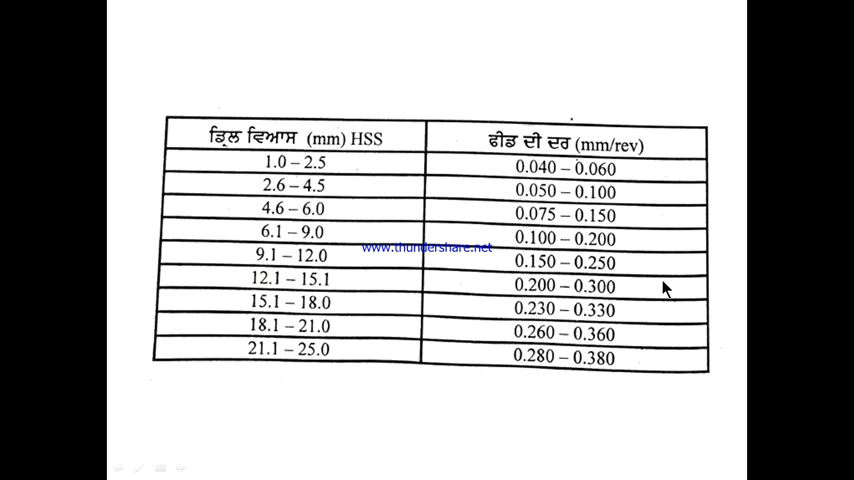 ਡ੍ਰਿਲ ਵਿਆਸ (mm) HSS ਫੀਡ ਦੀ ਦਰ (mm/rev)
1.0 – 2.5 0.040 – 0.060
2.6 – 4.5 0.050 – 0.100
4.6 – 6.0 0.075 – 0.150
6.1 – 9.0 0.100 – 0.200
www.thundershare.net
9.1 – 12.0 0.150 – 0.250
12.1 – 15.1 0.200 – 0.300
15.1 – 18.0 0.230 – 0.330
18.1 – 21.0 0.260 – 0.360
21.1 – 25.0 0.280 – 0.380